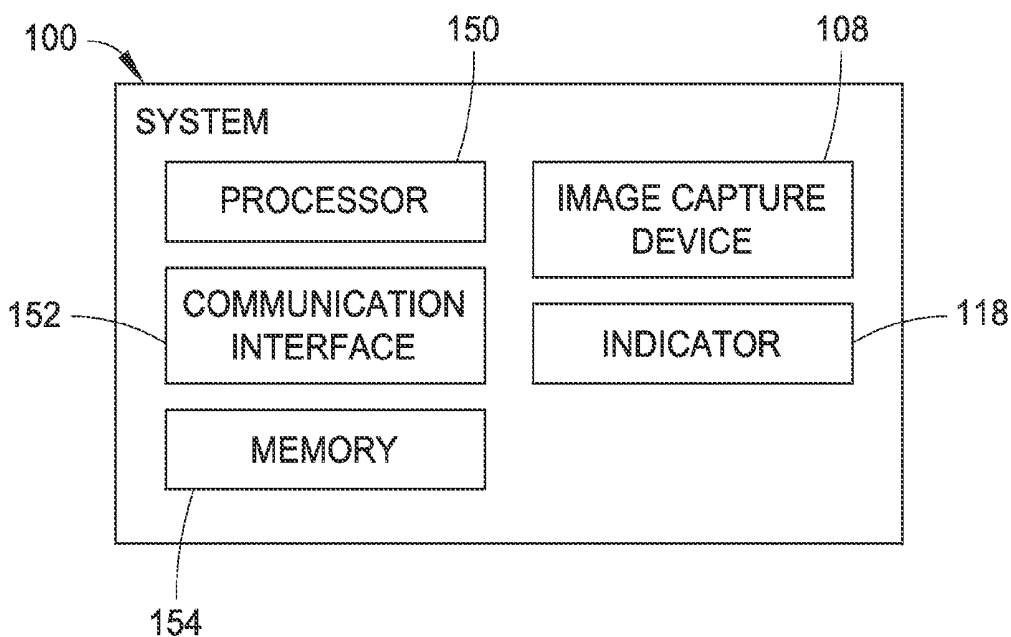 100
150
108
SYSTEM
PROCESSOR
IMAGE CAPTURE
DEVICE
152
COMMUNICATION
INTERFACE
INDICATOR
118
MEMORY
154